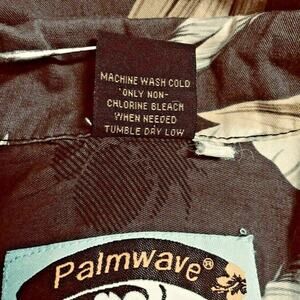 MACHINE WASH COLD
'ONLY NON-
CHLORINE BLEACH
WHEN NEEDED
TUMBLE DRY LOW
Palmwave®